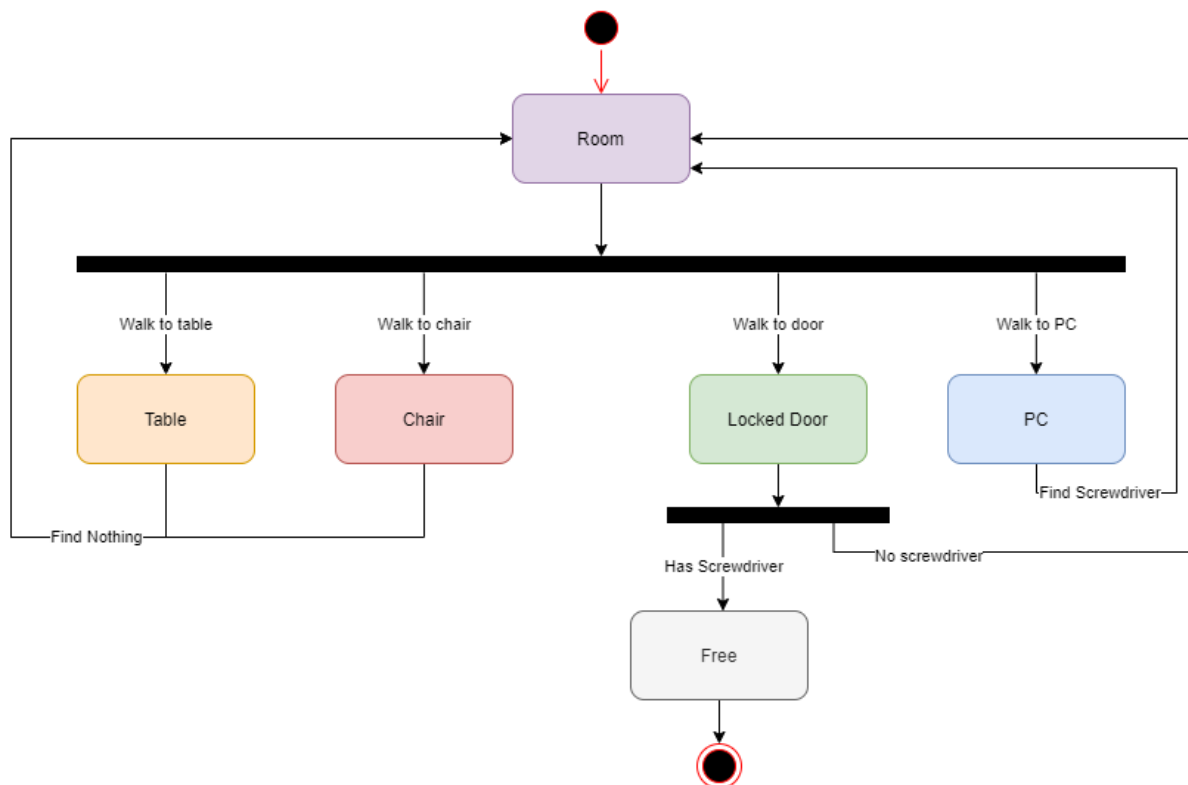 Room
Walk to table
Walk to chair
Walk to door
Walk to PC
Table
Chair
Locked Door
PC
Find Screwdriver
Find Nothing
No screwdriver
Has Screwdriver
Free